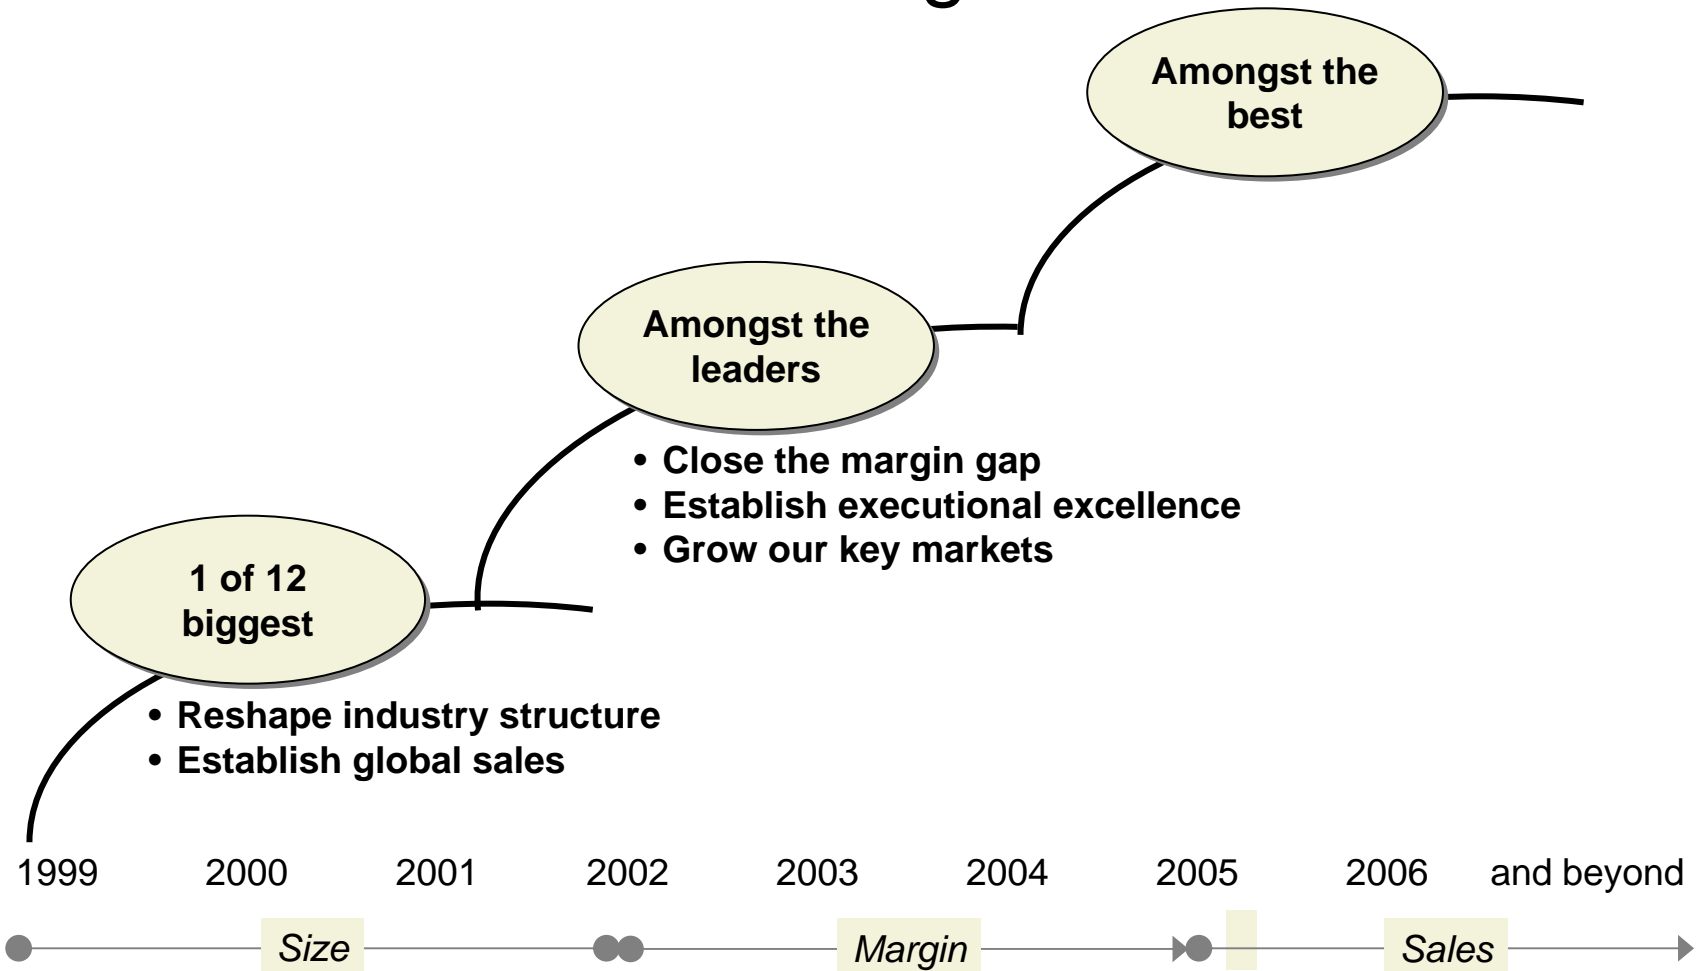 Amongst the
best
Amongst the
leaders
• Close the margin gap
• Establish executional excellence
• Grow our key markets
1 of 12
biggest
• Reshape industry structure
• Establish global sales
1999 2000 2001 2002 2003 2004 2005 2006 and beyond
Size Margin Sales